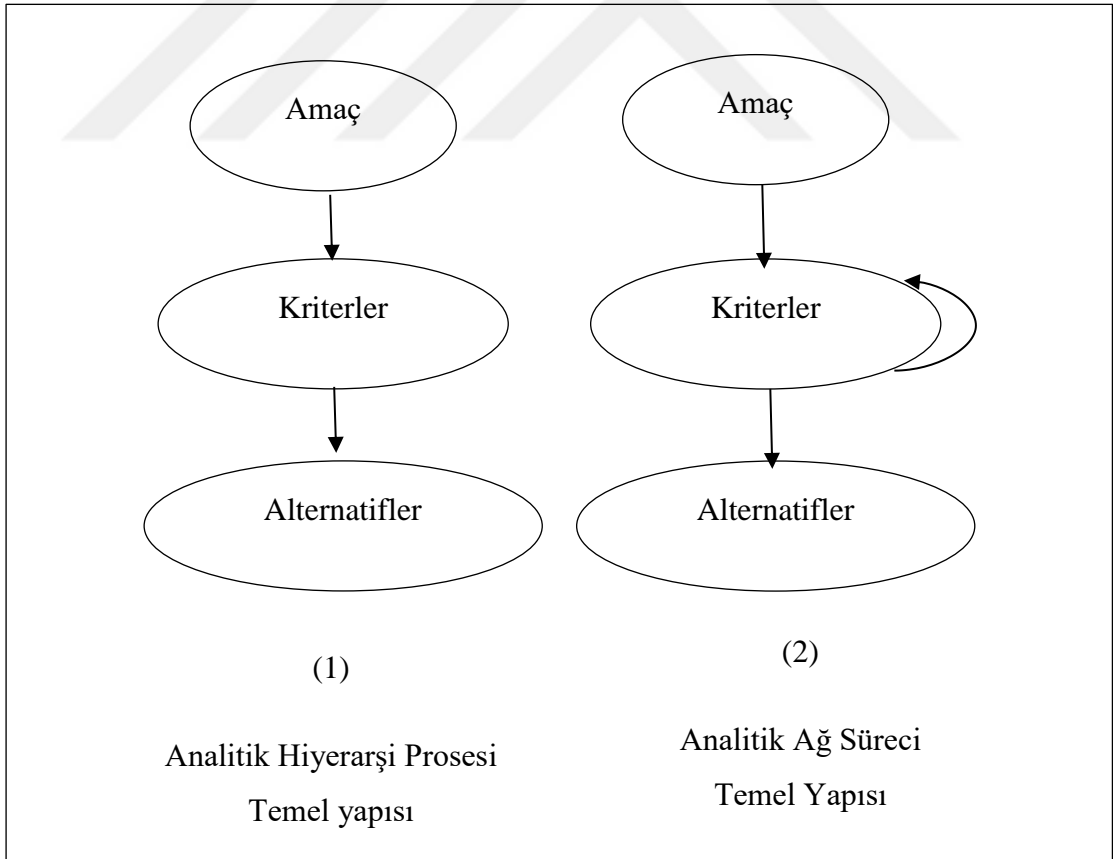 Amaç
Kriterler
Alternatifler
(1)
Analitik Hiyerarşi Prosesi
Temel yapısı
Amaç
Kriterler
Alternatifler
(2)
Analitik Ağ Süreci
Temel Yapısı